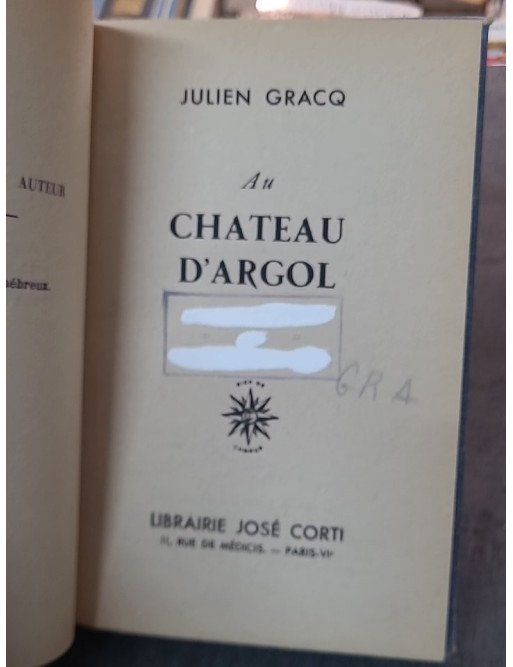 AUTEUR
JULIEN GRACQ
Au
CHATEAU
D'ARGOL
GRA
LIBRAIRIE JOSÉ CORTI
11, RUE DE MÉDICIS. — PARIS-VIe